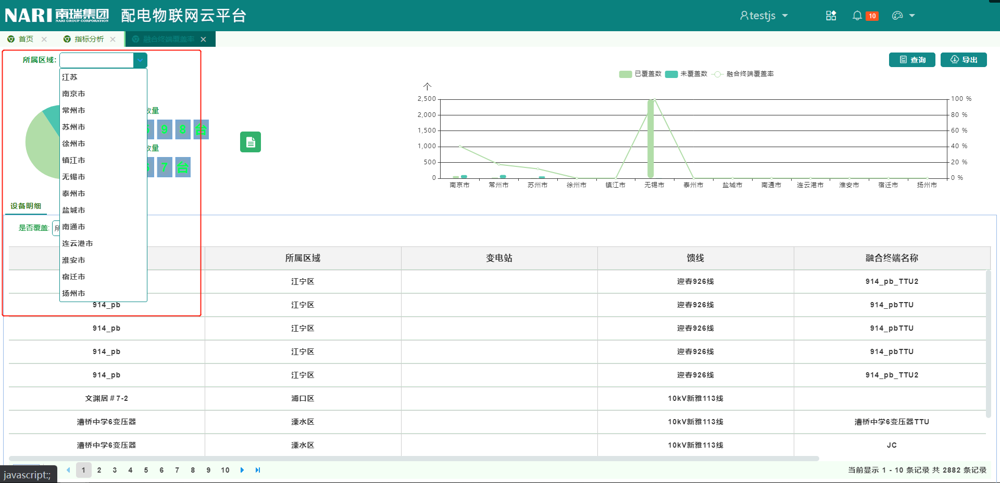 NARI 南瑞集团 NARI GROUP CORPORATION 配电物联网云平台 testjs 10
首页 指标分析 融合终端覆盖率
所属区域: 查询 导出
江苏
南京市
常州市
苏州市
徐州市
镇江市
无锡市
泰州市
盐城市
南通市
连云港市
淮安市
宿迁市
扬州市
数量
9 8 台
数量
7 台
已覆盖数 未覆盖数 融合终端覆盖率
个
2,500 100 %
2,000 80 %
1,500 60 %
1,000 40 %
500 20 %
0 0 %
南京市 常州市 苏州市 徐州市 镇江市 无锡市 泰州市 盐城市 南通市 连云港市 淮安市 宿迁市 扬州市
设备明细
是否覆盖: 所
所属区域 变电站 馈线 融合终端名称
江宁区 迎春926线 914_pb_TTU2
914_pb 江宁区 迎春926线 914_pbTTU
914_pb 江宁区 迎春926线 914_pbTTU
914_pb 江宁区 迎春926线 914_pbTTU
914_pb 江宁区 迎春926线 914_pb_TTU2
文渊居＃7-2 浦口区 10kV新雅113线
漕桥中学6变压器 溧水区 10kV新雅113线 漕桥中学6变压器TTU
漕桥中学6变压器 溧水区 10kV新雅113线 JC
1 2 3 4 5 6 7 8 9 10 当前显示 1 - 10 条记录 共 2882 条记录
javascript:;